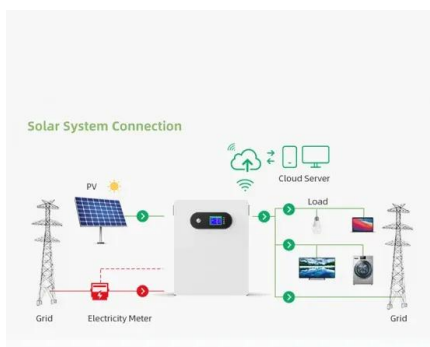 Solar System Connection
Cloud Server
PV
Load
Grid
Electricity Meter
Grid